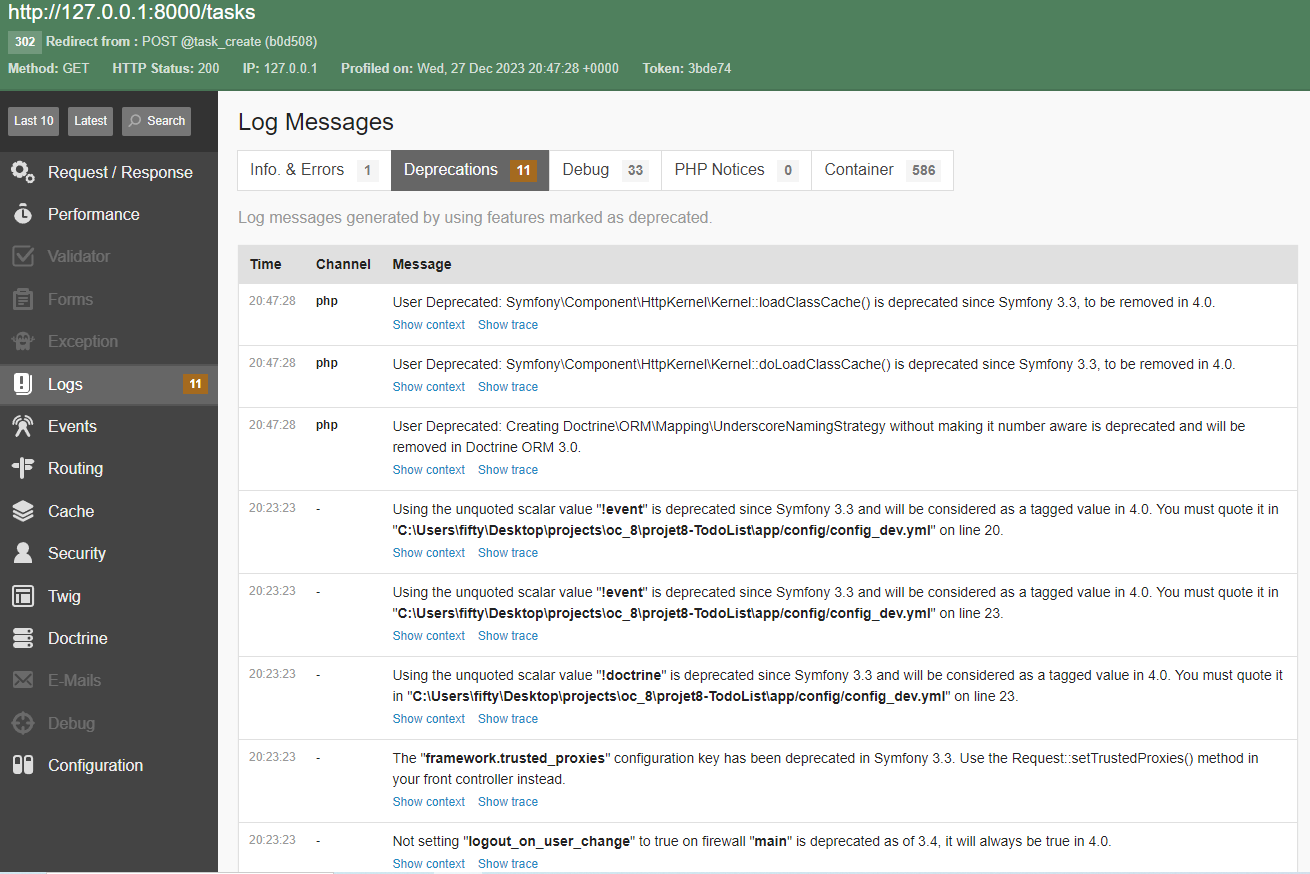 http://127.0.0.1:8000/tasks
302 Redirect from : POST @task_create (b0d508)
Method: GET HTTP Status: 200 IP: 127.0.0.1 Profiled on: Wed, 27 Dec 2023 20:47:28 +0000 Token: 3bde74
Last 10 Latest Search
Request / Response
Performance
Validator
Forms
Exception
Logs 11
Events
Routing
Cache
Security
Twig
Doctrine
E-Mails
Debug
Configuration
Log Messages
Info. & Errors 1 Deprecations 11 Debug 33 PHP Notices 0 Container 586
Log messages generated by using features marked as deprecated.
Time Channel Message
20:47:28 php User Deprecated: Symfony\Component\HttpKernel\Kernel::loadClassCache() is deprecated since Symfony 3.3, to be removed in 4.0.
Show context Show trace
20:47:28 php User Deprecated: Symfony\Component\HttpKernel\Kernel::doLoadClassCache() is deprecated since Symfony 3.3, to be removed in 4.0.
Show context Show trace
20:47:28 php User Deprecated: Creating Doctrine\ORM\Mapping\UnderscoreNamingStrategy without making it number aware is deprecated and will be
removed in Doctrine ORM 3.0.
Show context Show trace
20:23:23 - Using the unquoted scalar value "!event" is deprecated since Symfony 3.3 and will be considered as a tagged value in 4.0. You must quote it in
"C:\Users\fifty\Desktop\projects\oc_8\projet8-TodoList\app/config/config_dev.yml" on line 20.
Show context Show trace
20:23:23 - Using the unquoted scalar value "!event" is deprecated since Symfony 3.3 and will be considered as a tagged value in 4.0. You must quote it in
"C:\Users\fifty\Desktop\projects\oc_8\projet8-TodoList\app/config/config_dev.yml" on line 23.
Show context Show trace
20:23:23 - Using the unquoted scalar value "!doctrine" is deprecated since Symfony 3.3 and will be considered as a tagged value in 4.0. You must quote it
in "C:\Users\fifty\Desktop\projects\oc_8\projet8-TodoList\app/config/config_dev.yml" on line 23.
Show context Show trace
20:23:23 - The "framework.trusted_proxies" configuration key has been deprecated in Symfony 3.3. Use the Request::setTrustedProxies() method in
your front controller instead.
Show context Show trace
20:23:23 - Not setting "logout_on_user_change" to true on firewall "main" is deprecated as of 3.4, it will always be true in 4.0.
Show context Show trace